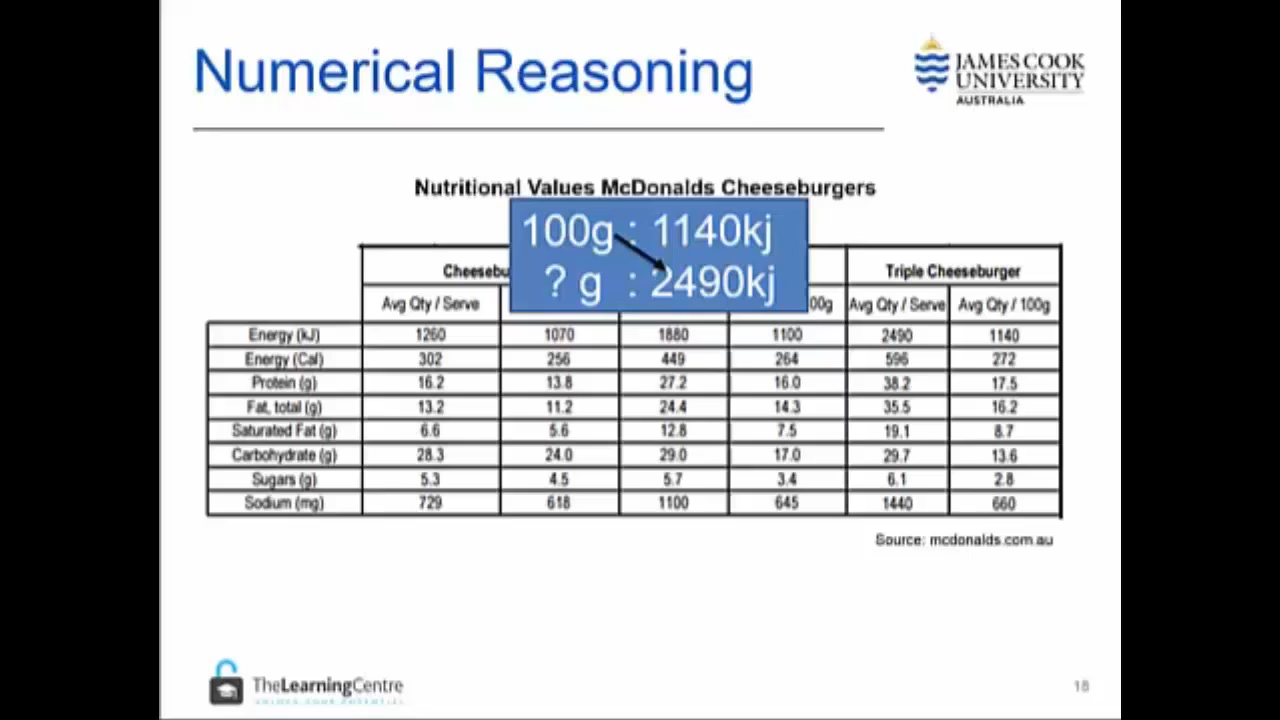 Numerical Reasoning
JAMES COOK
UNIVERSITY
AUSTRALIA
Nutritional Values McDonalds Cheeseburgers
100g : 1140kj
? g : 2490kj
Triple Cheeseburger
Avg Qty / Serve Avg Qty / Serve Avg Qty / 100g
Energy (kJ) 1260 1070 1880 1100 2490 1140
Energy (Cal) 302 256 449 264 596 272
Protein (g) 16.2 13.8 27.2 16.0 38.2 17.5
Fat, total (g) 13.2 11.2 24.4 14.3 35.5 16.2
Saturated Fat (g) 6.6 5.6 12.8 7.5 19.1 8.7
Carbohydrate (g) 28.3 24.0 29.0 17.0 29.7 13.6
Sugars (g) 5.3 4.5 5.7 3.4 6.1 2.8
Sodium (mg) 729 618 1100 645 1440 660
Source: mcdonalds.com.au
TheLearningCentre
UNLOCK YOUR POTENTIAL
18